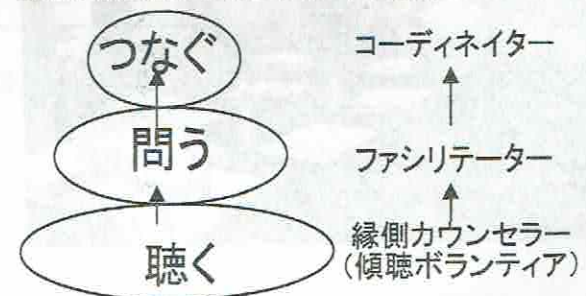 つなぐ
コーディネイター
問う
ファシリテーター
聴く
縁側カウンセラー
(傾聴ボランティア)